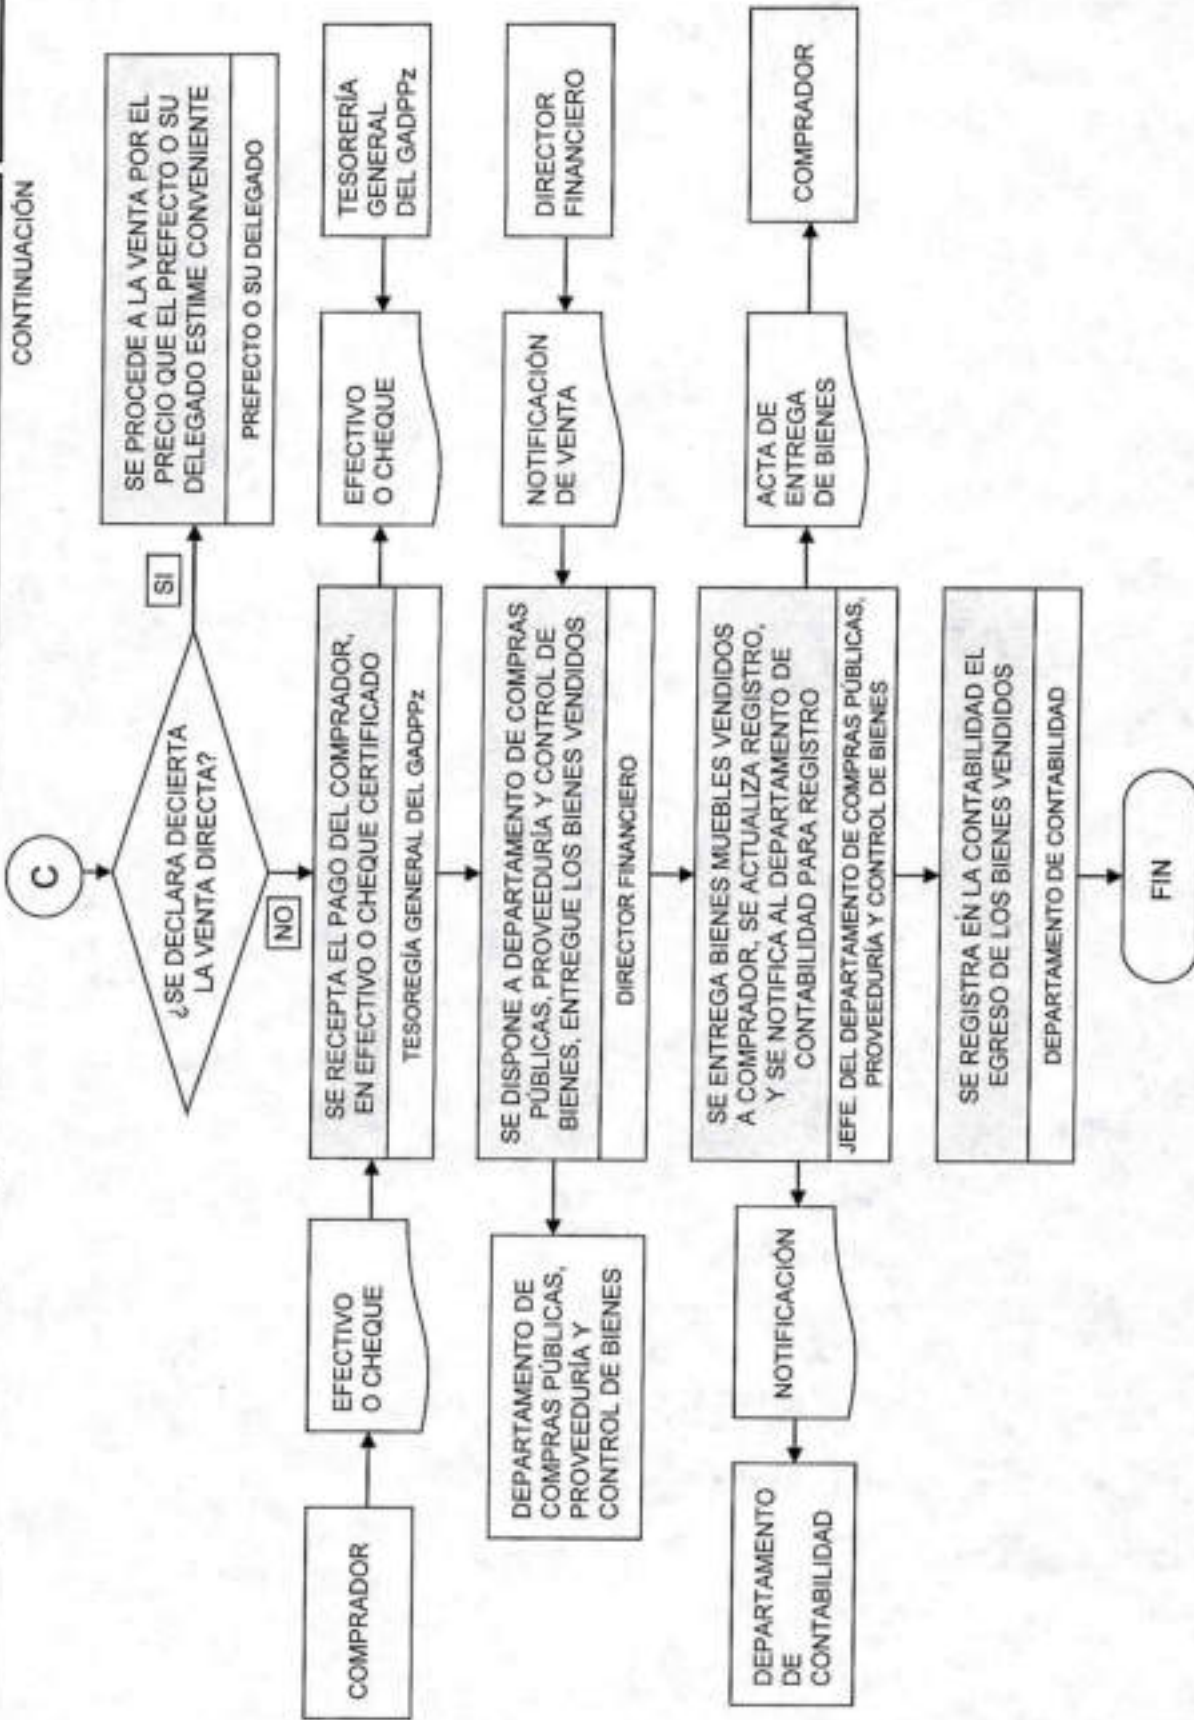 CONTINUACIÓN
C
¿SE DECLARA DECIERTA
LA VENTA DIRECTA?
SI
SE PROCEDE A LA VENTA POR EL
PRECIO QUE EL PREFECTO O SU
DELEGADO ESTIME CONVENIENTE
PREFECTO O SU DELEGADO
NO
COMPRADOR
EFECTIVO
O CHEQUE
SE RECEPTA EL PAGO DEL COMPRADOR,
EN EFECTIVO O CHEQUE CERTIFICADO
TESOREGÍA GENERAL DEL GADPPz
EFECTIVO
O CHEQUE
TESORERÍA
GENERAL
DEL GADPPz
DEPARTAMENTO DE
COMPRAS PÚBLICAS,
PROVEEDURÍA Y
CONTROL DE BIENES
SE DISPONE A DEPARTAMENTO DE COMPRAS
PÚBLICAS, PROVEEDURÍA Y CONTROL DE
BIENES, ENTREGUE LOS BIENES VENDIDOS
DIRECTOR FINANCIERO
NOTIFICACIÓN
DE VENTA
DIRECTOR
FINANCIERO
DEPARTAMENTO
DE
CONTABILIDAD
NOTIFICACIÓN
SE ENTREGA BIENES MUEBLES VENDIDOS
A COMPRADOR, SE ACTUALIZA REGISTRO,
Y SE NOTIFICA AL DEPARTAMENTO DE
CONTABILIDAD PARA REGISTRO
JEFE. DEL DEPARTAMENTO DE COMPRAS PÚBLICAS,
PROVEEDURÍA Y CONTROL DE BIENES
ACTA DE
ENTREGA
DE BIENES
COMPRADOR
SE REGISTRA EN LA CONTABILIDAD EL
EGRESO DE LOS BIENES VENDIDOS
DEPARTAMENTO DE CONTABILIDAD
FIN